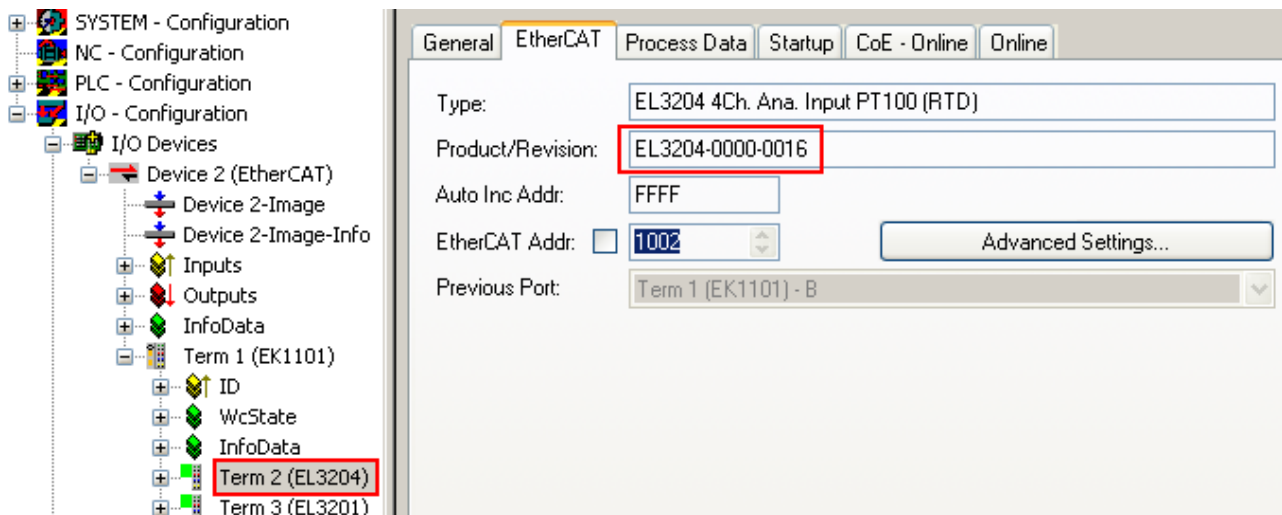 SYSTEM - Configuration
NC - Configuration
PLC - Configuration
I/O - Configuration
I/O Devices
Device 2 (EtherCAT)
Device 2-Image
Device 2-Image-Info
Inputs
Outputs
InfoData
Term 1 (EK1101)
ID
WcState
InfoData
Term 2 (EL3204)
Term 3 (EL3201)
General EtherCAT Process Data Startup CoE - Online Online
Type: EL3204 4Ch. Ana. Input PT100 (RTD)
Product/Revision: EL3204-0000-0016
Auto Inc Addr: FFFF
EtherCAT Addr: 1002 Advanced Settings...
Previous Port: Term 1 (EK1101) - B